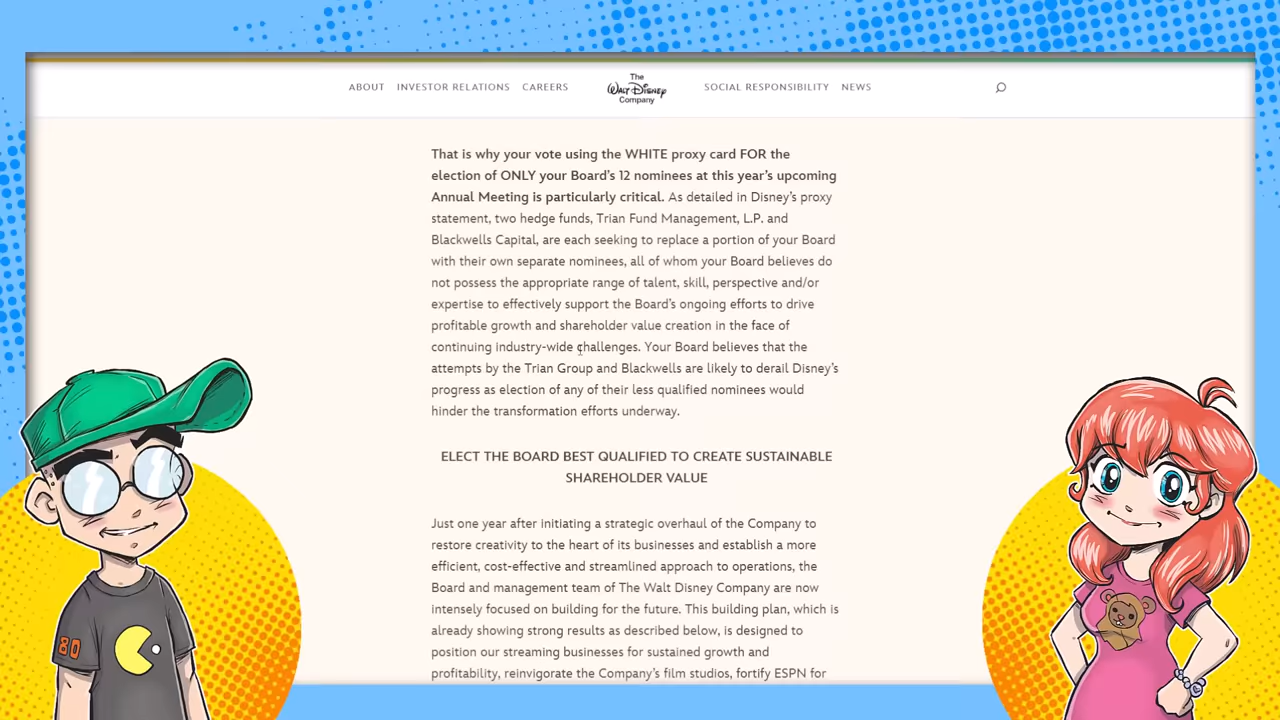 ABOUT INVESTOR RELATIONS CAREERS The Walt Disney Company SOCIAL RESPONSIBILITY NEWS
That is why your vote using the WHITE proxy card FOR the
election of ONLY your Board’s 12 nominees at this year’s upcoming
Annual Meeting is particularly critical. As detailed in Disney’s proxy
statement, two hedge funds, Trian Fund Management, L.P. and
Blackwells Capital, are each seeking to replace a portion of your Board
with their own separate nominees, all of whom your Board believes do
not possess the appropriate range of talent, skill, perspective and/or
expertise to effectively support the Board’s ongoing efforts to drive
profitable growth and shareholder value creation in the face of
continuing industry-wide challenges. Your Board believes that the
attempts by the Trian Group and Blackwells are likely to derail Disney’s
progress as election of any of their less qualified nominees would
hinder the transformation efforts underway.
ELECT THE BOARD BEST QUALIFIED TO CREATE SUSTAINABLE
SHAREHOLDER VALUE
Just one year after initiating a strategic overhaul of the Company to
restore creativity to the heart of its businesses and establish a more
efficient, cost-effective and streamlined approach to operations, the
Board and management team of The Walt Disney Company are now
intensely focused on building for the future. This building plan, which is
already showing strong results as described below, is designed to
position our streaming businesses for sustained growth and
profitability, reinvigorate the Company’s film studios, fortify ESPN for
80